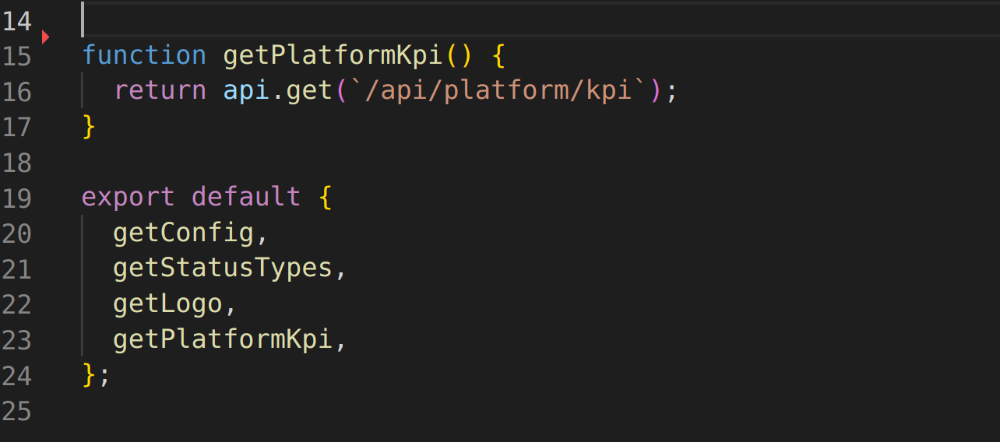 14
15 function getPlatformKpi() {
16   return api.get(`/api/platform/kpi`);
17 }
18
19 export default {
20   getConfig,
21   getStatusTypes,
22   getLogo,
23   getPlatformKpi,
24 };
25